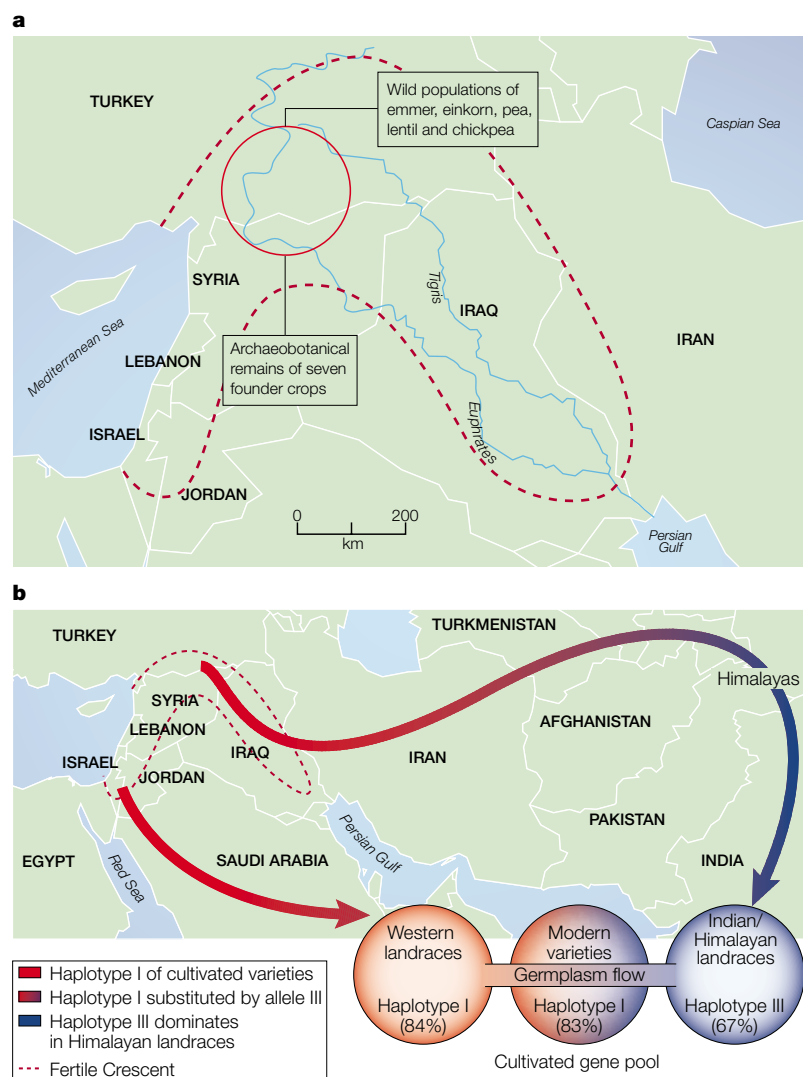 a
TURKEY
Wild populations of
emmer, einkorn, pea,
lentil and chickpea
Caspian Sea
SYRIA
Tigris
IRAQ
IRAN
Mediterranean Sea
LEBANON
Archaeobotanical
remains of seven
founder crops
Euphrates
ISRAEL
JORDAN
0 200
km
Persian
Gulf
b
TURKEY
TURKMENISTAN
Himalayas
SYRIA
AFGHANISTAN
LEBANON
IRAQ
IRAN
ISRAEL
JORDAN
PAKISTAN
Persian Gulf
EGYPT
Red Sea
SAUDI ARABIA
INDIA
Western
landraces
Haplotype I
(84%)
Modern
varieties
Germplasm flow
Haplotype I
(83%)
Indian/
Himalayan
landraces
Haplotype III
(67%)
Cultivated gene pool
Haplotype I of cultivated varieties
Haplotype I substituted by allele III
Haplotype III dominates
in Himalayan landraces
Fertile Crescent